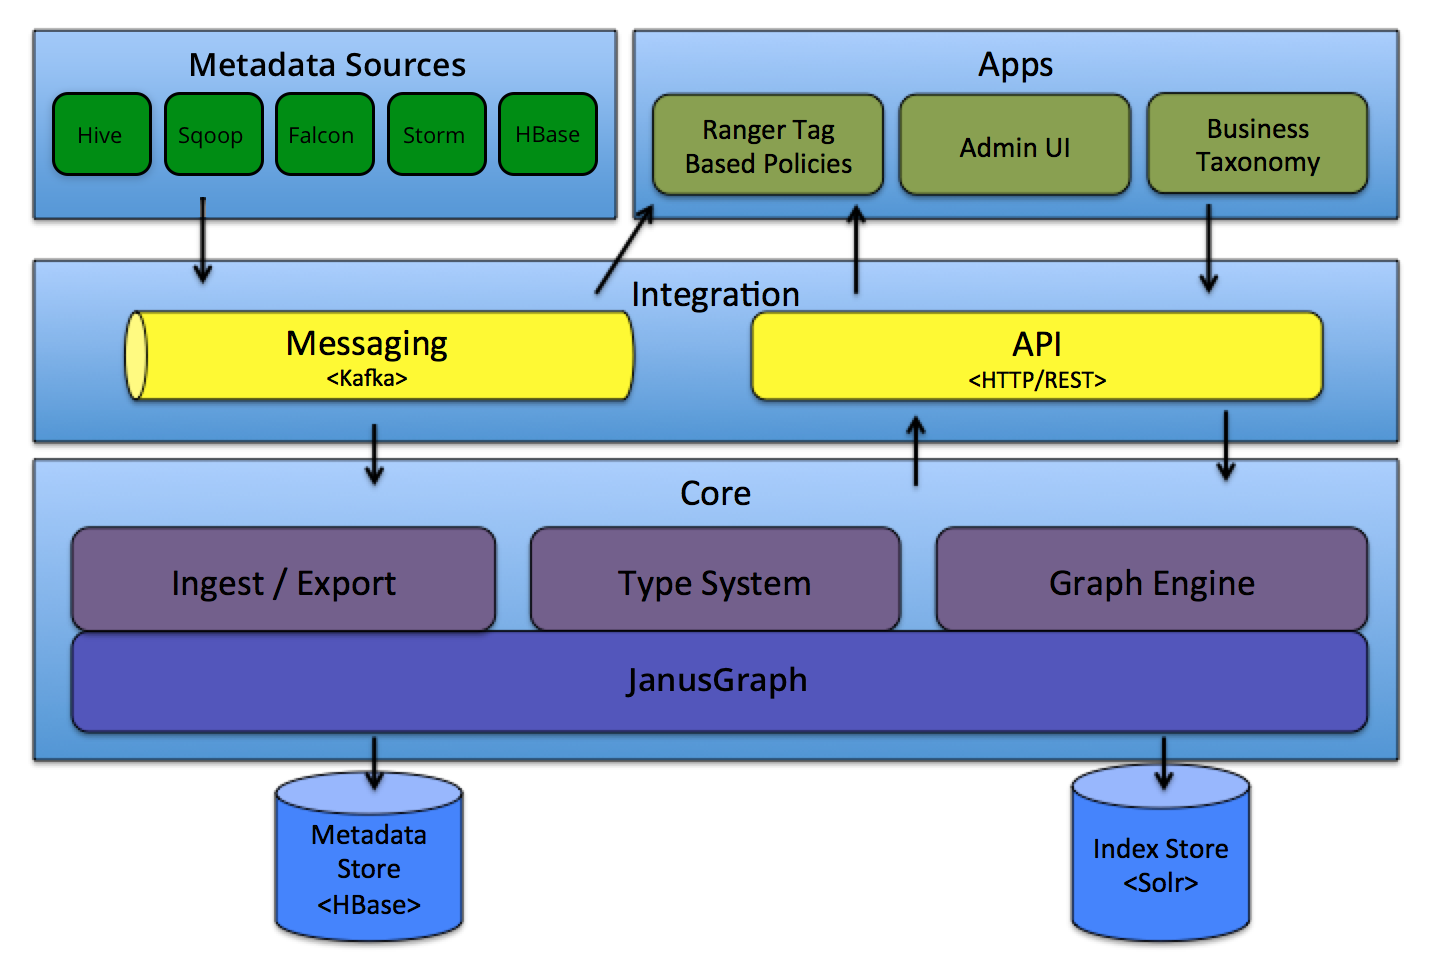 Metadata Sources
Hive
Sqoop
Falcon
Storm
HBase
Apps
Ranger Tag
Based Policies
Admin UI
Business
Taxonomy
Integration
Messaging
<Kafka>
API
<HTTP/REST>
Core
Ingest / Export
Type System
Graph Engine
JanusGraph
Metadata
Store
<HBase>
Index Store
<Solr>